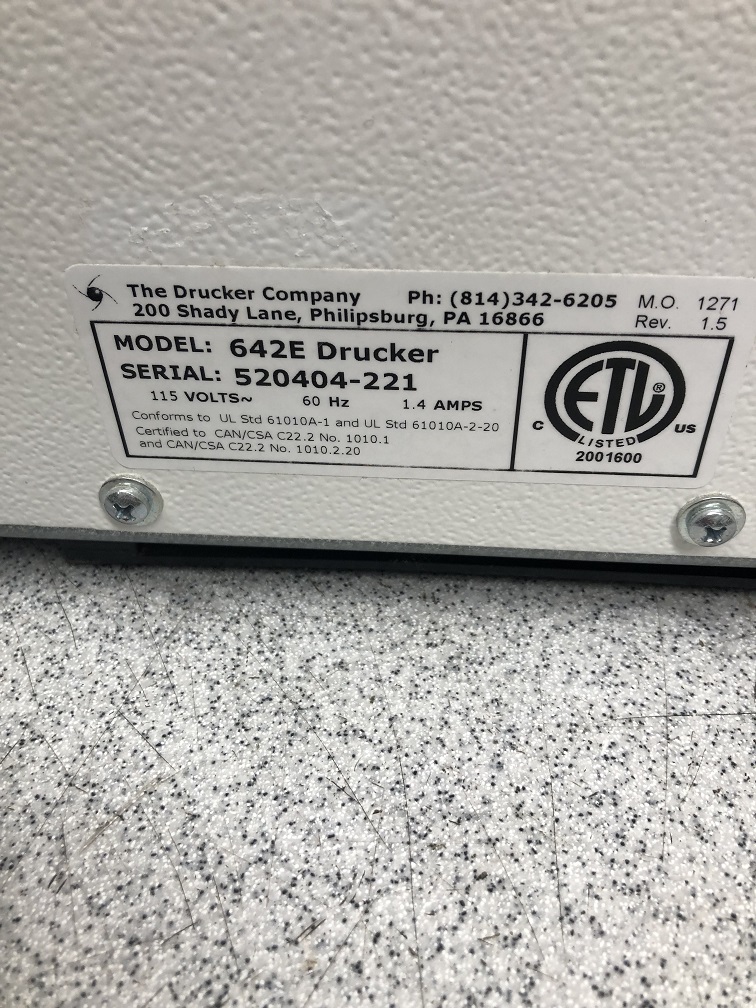 The Drucker Company Ph: (814)342-6205 M.O. 1271
200 Shady Lane, Philipsburg, PA 16866 Rev. 1.5
MODEL: 642E Drucker
SERIAL: 520404-221
115 VOLTS~ 60 Hz 1.4 AMPS
Conforms to UL Std 61010A-1 and UL Std 61010A-2-20
Certified to CAN/CSA C22.2 No. 1010.1
and CAN/CSA C22.2 No. 1010.2.20
ETL ®
C US
LISTED
2001600